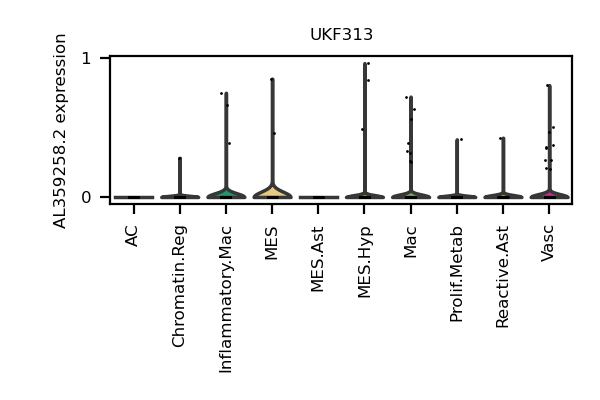 UKF313
AL359258.2 expression
1
0
AC
Chromatin.Reg
Inflammatory.Mac
MES
MES.Ast
MES.Hyp
Mac
Prolif.Metab
Reactive.Ast
Vasc